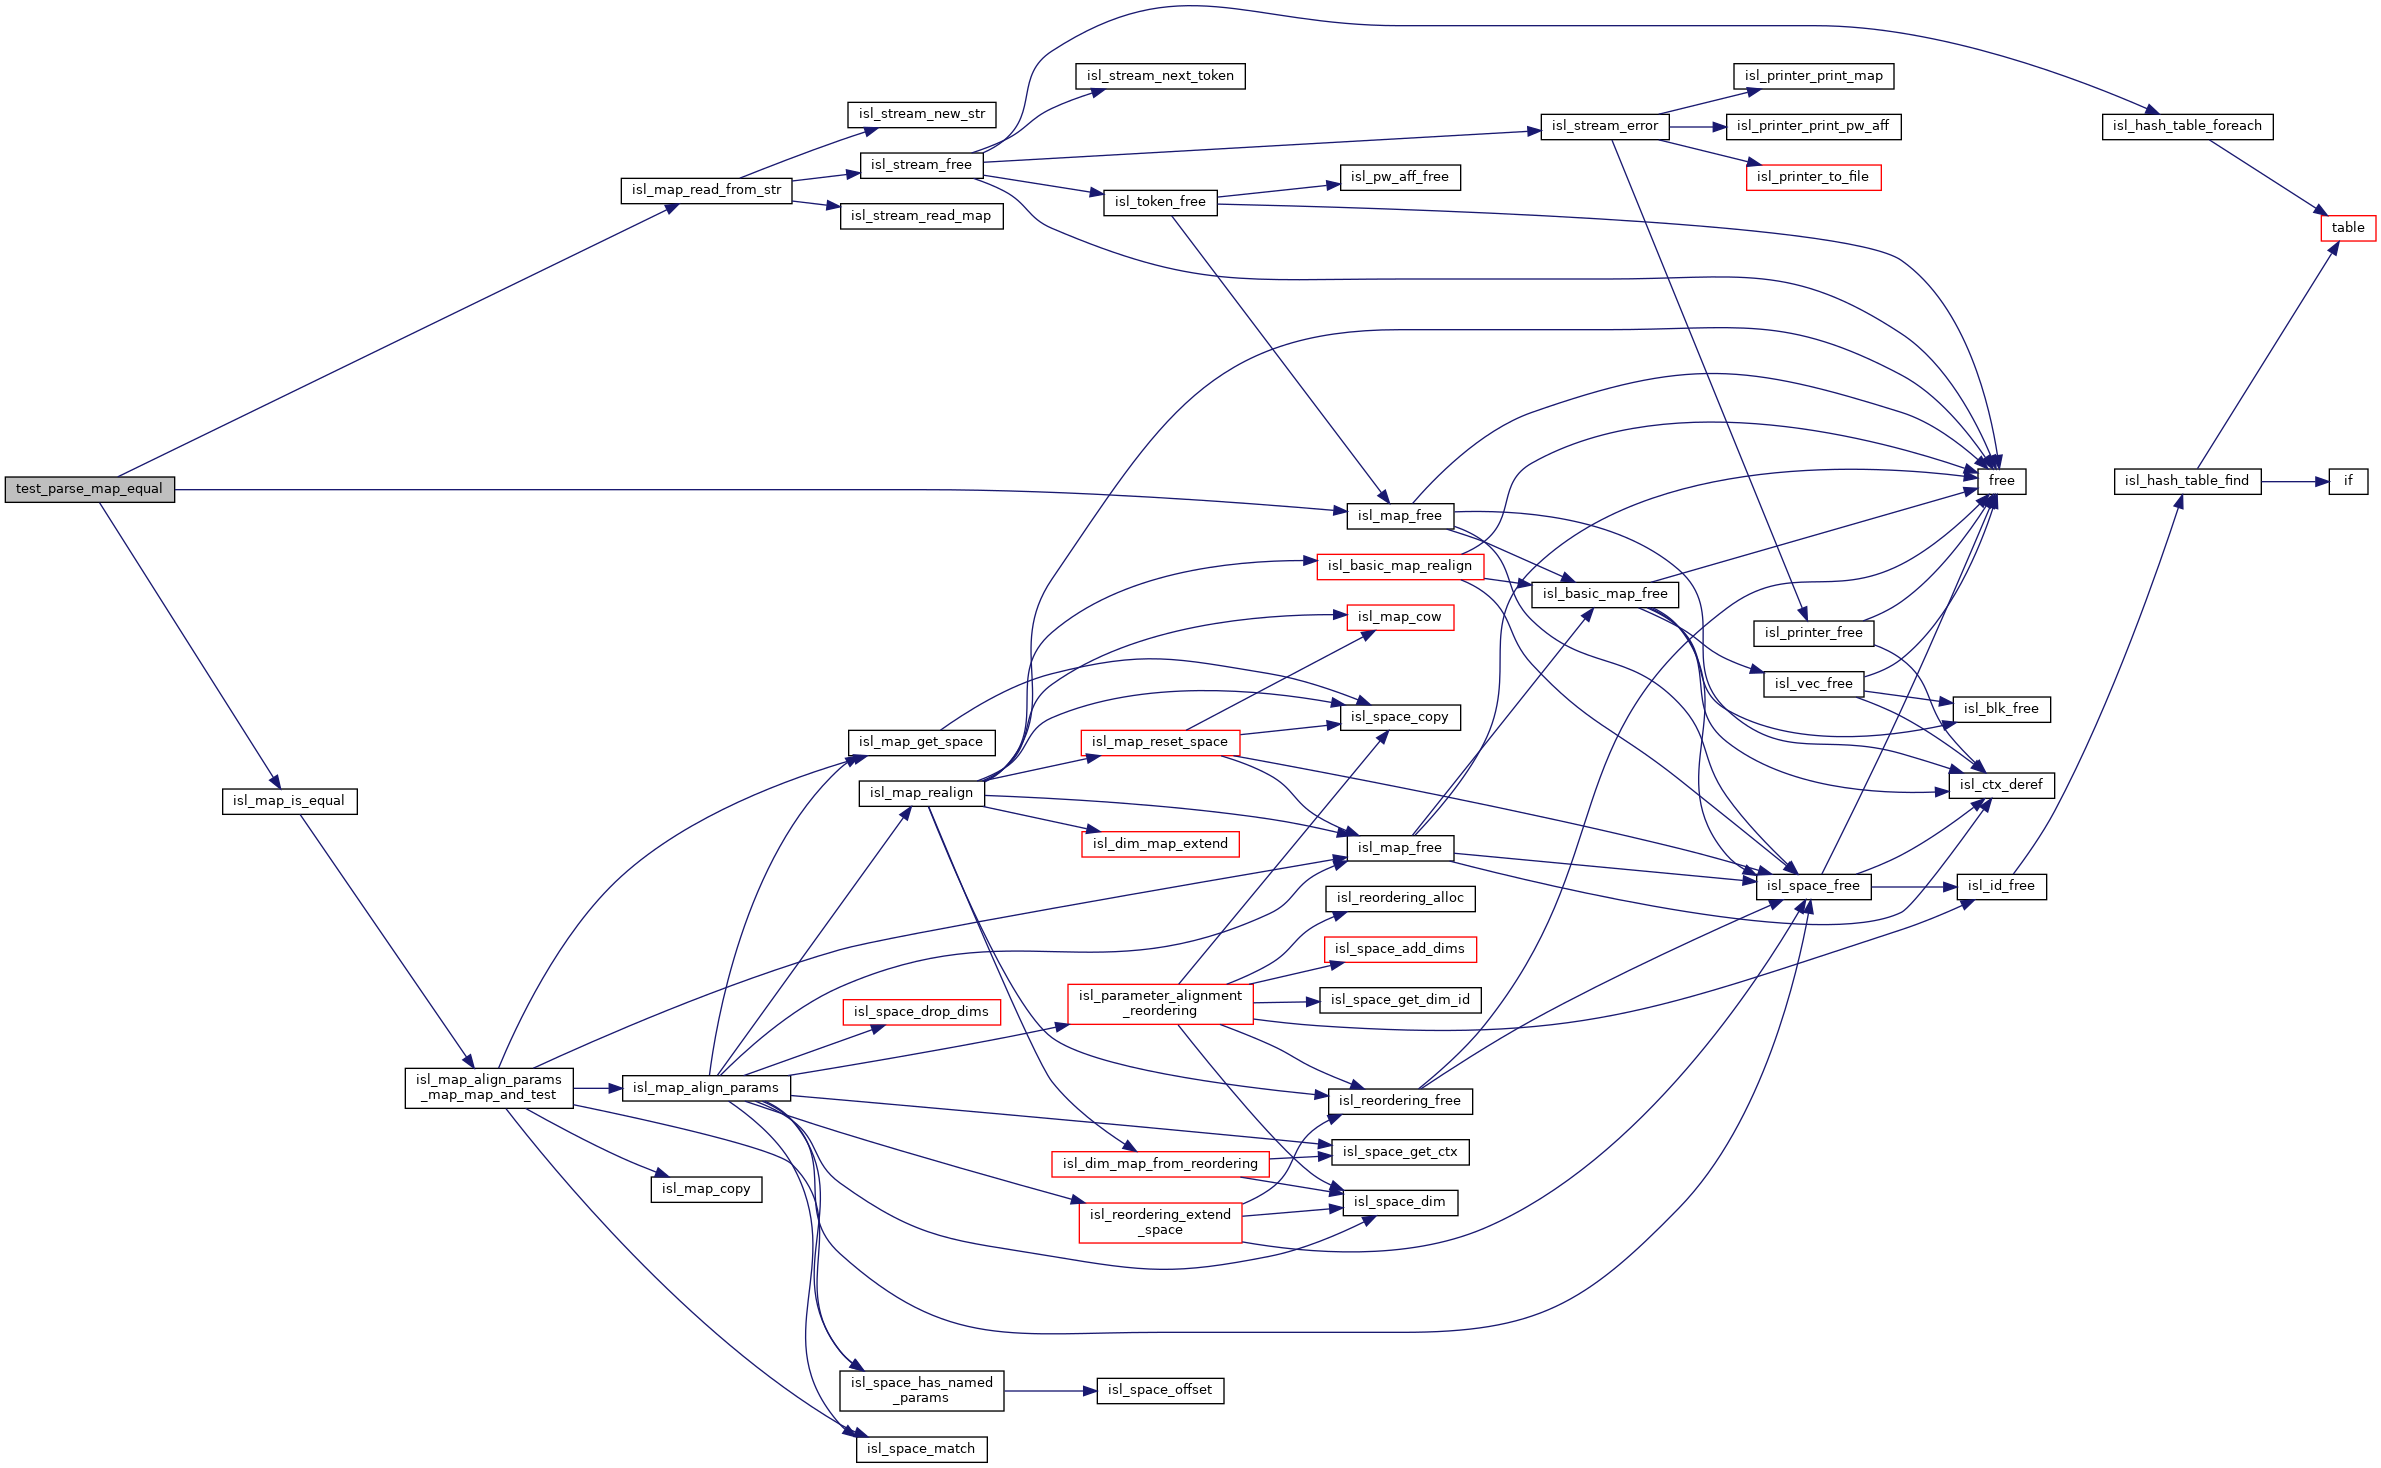 isl_stream_next_token
isl_printer_print_map
isl_stream_new_str
isl_stream_error
isl_printer_print_pw_aff
isl_hash_table_foreach
isl_stream_free
isl_pw_aff_free
isl_printer_to_file
isl_map_read_from_str
isl_token_free
isl_stream_read_map
table
test_parse_map_equal
free
isl_hash_table_find
if
isl_map_free
isl_basic_map_realign
isl_basic_map_free
isl_map_cow
isl_printer_free
isl_vec_free
isl_blk_free
isl_space_copy
isl_map_get_space
isl_map_reset_space
isl_ctx_deref
isl_map_realign
isl_map_is_equal
isl_dim_map_extend
isl_map_free
isl_space_free
isl_id_free
isl_reordering_alloc
isl_space_add_dims
isl_parameter_alignment
_reordering
isl_space_get_dim_id
isl_space_drop_dims
isl_map_align_params
_map_map_and_test
isl_map_align_params
isl_reordering_free
isl_space_get_ctx
isl_dim_map_from_reordering
isl_map_copy
isl_space_dim
isl_reordering_extend
_space
isl_space_has_named
_params
isl_space_offset
isl_space_match